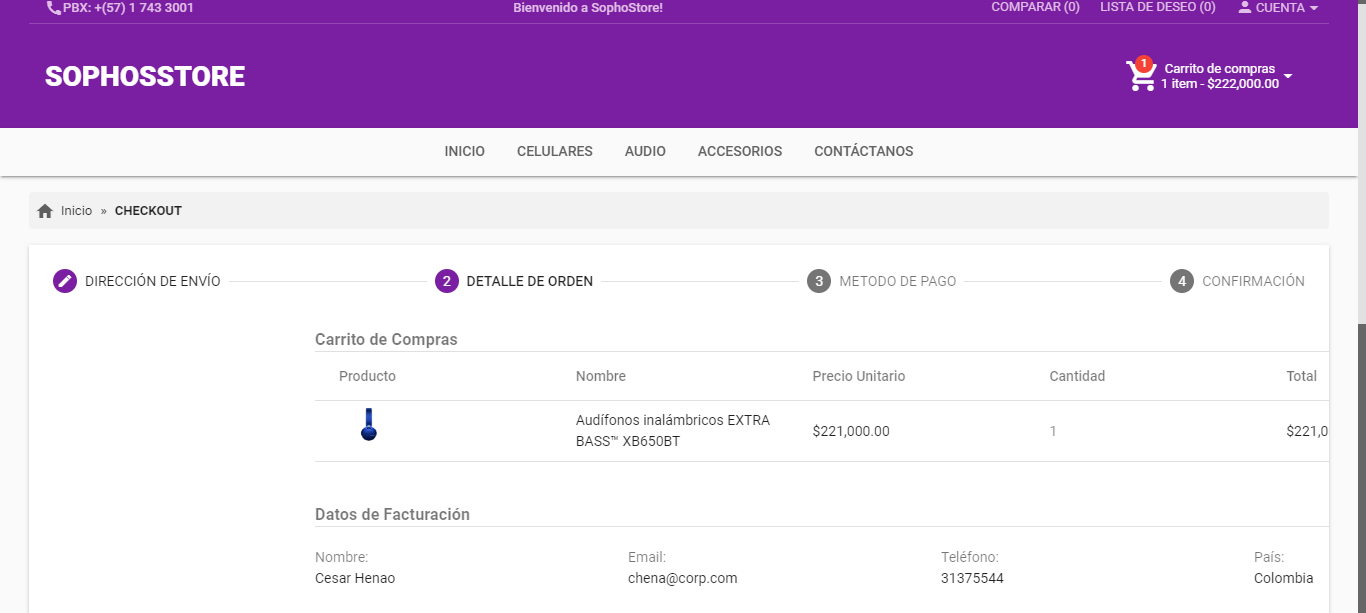 PBX: +(57) 1 743 3001
Bienvenido a SophoStore!
COMPARAR (0)
LISTA DE DESEO (0)
CUENTA
SOPHOSSTORE
1
Carrito de compras
1 item - $222,000.00
INICIO
CELULARES
AUDIO
ACCESORIOS
CONTÁCTANOS
Inicio » CHECKOUT
DIRECCIÓN DE ENVÍO
2 DETALLE DE ORDEN
3 METODO DE PAGO
4 CONFIRMACIÓN
Carrito de Compras
Producto
Nombre
Precio Unitario
Cantidad
Total
Audífonos inalámbricos EXTRA
BASS™ XB650BT
$221,000.00
1
$221,0
Datos de Facturación
Nombre:
Email:
Teléfono:
País:
Cesar Henao
chena@corp.com
31375544
Colombia